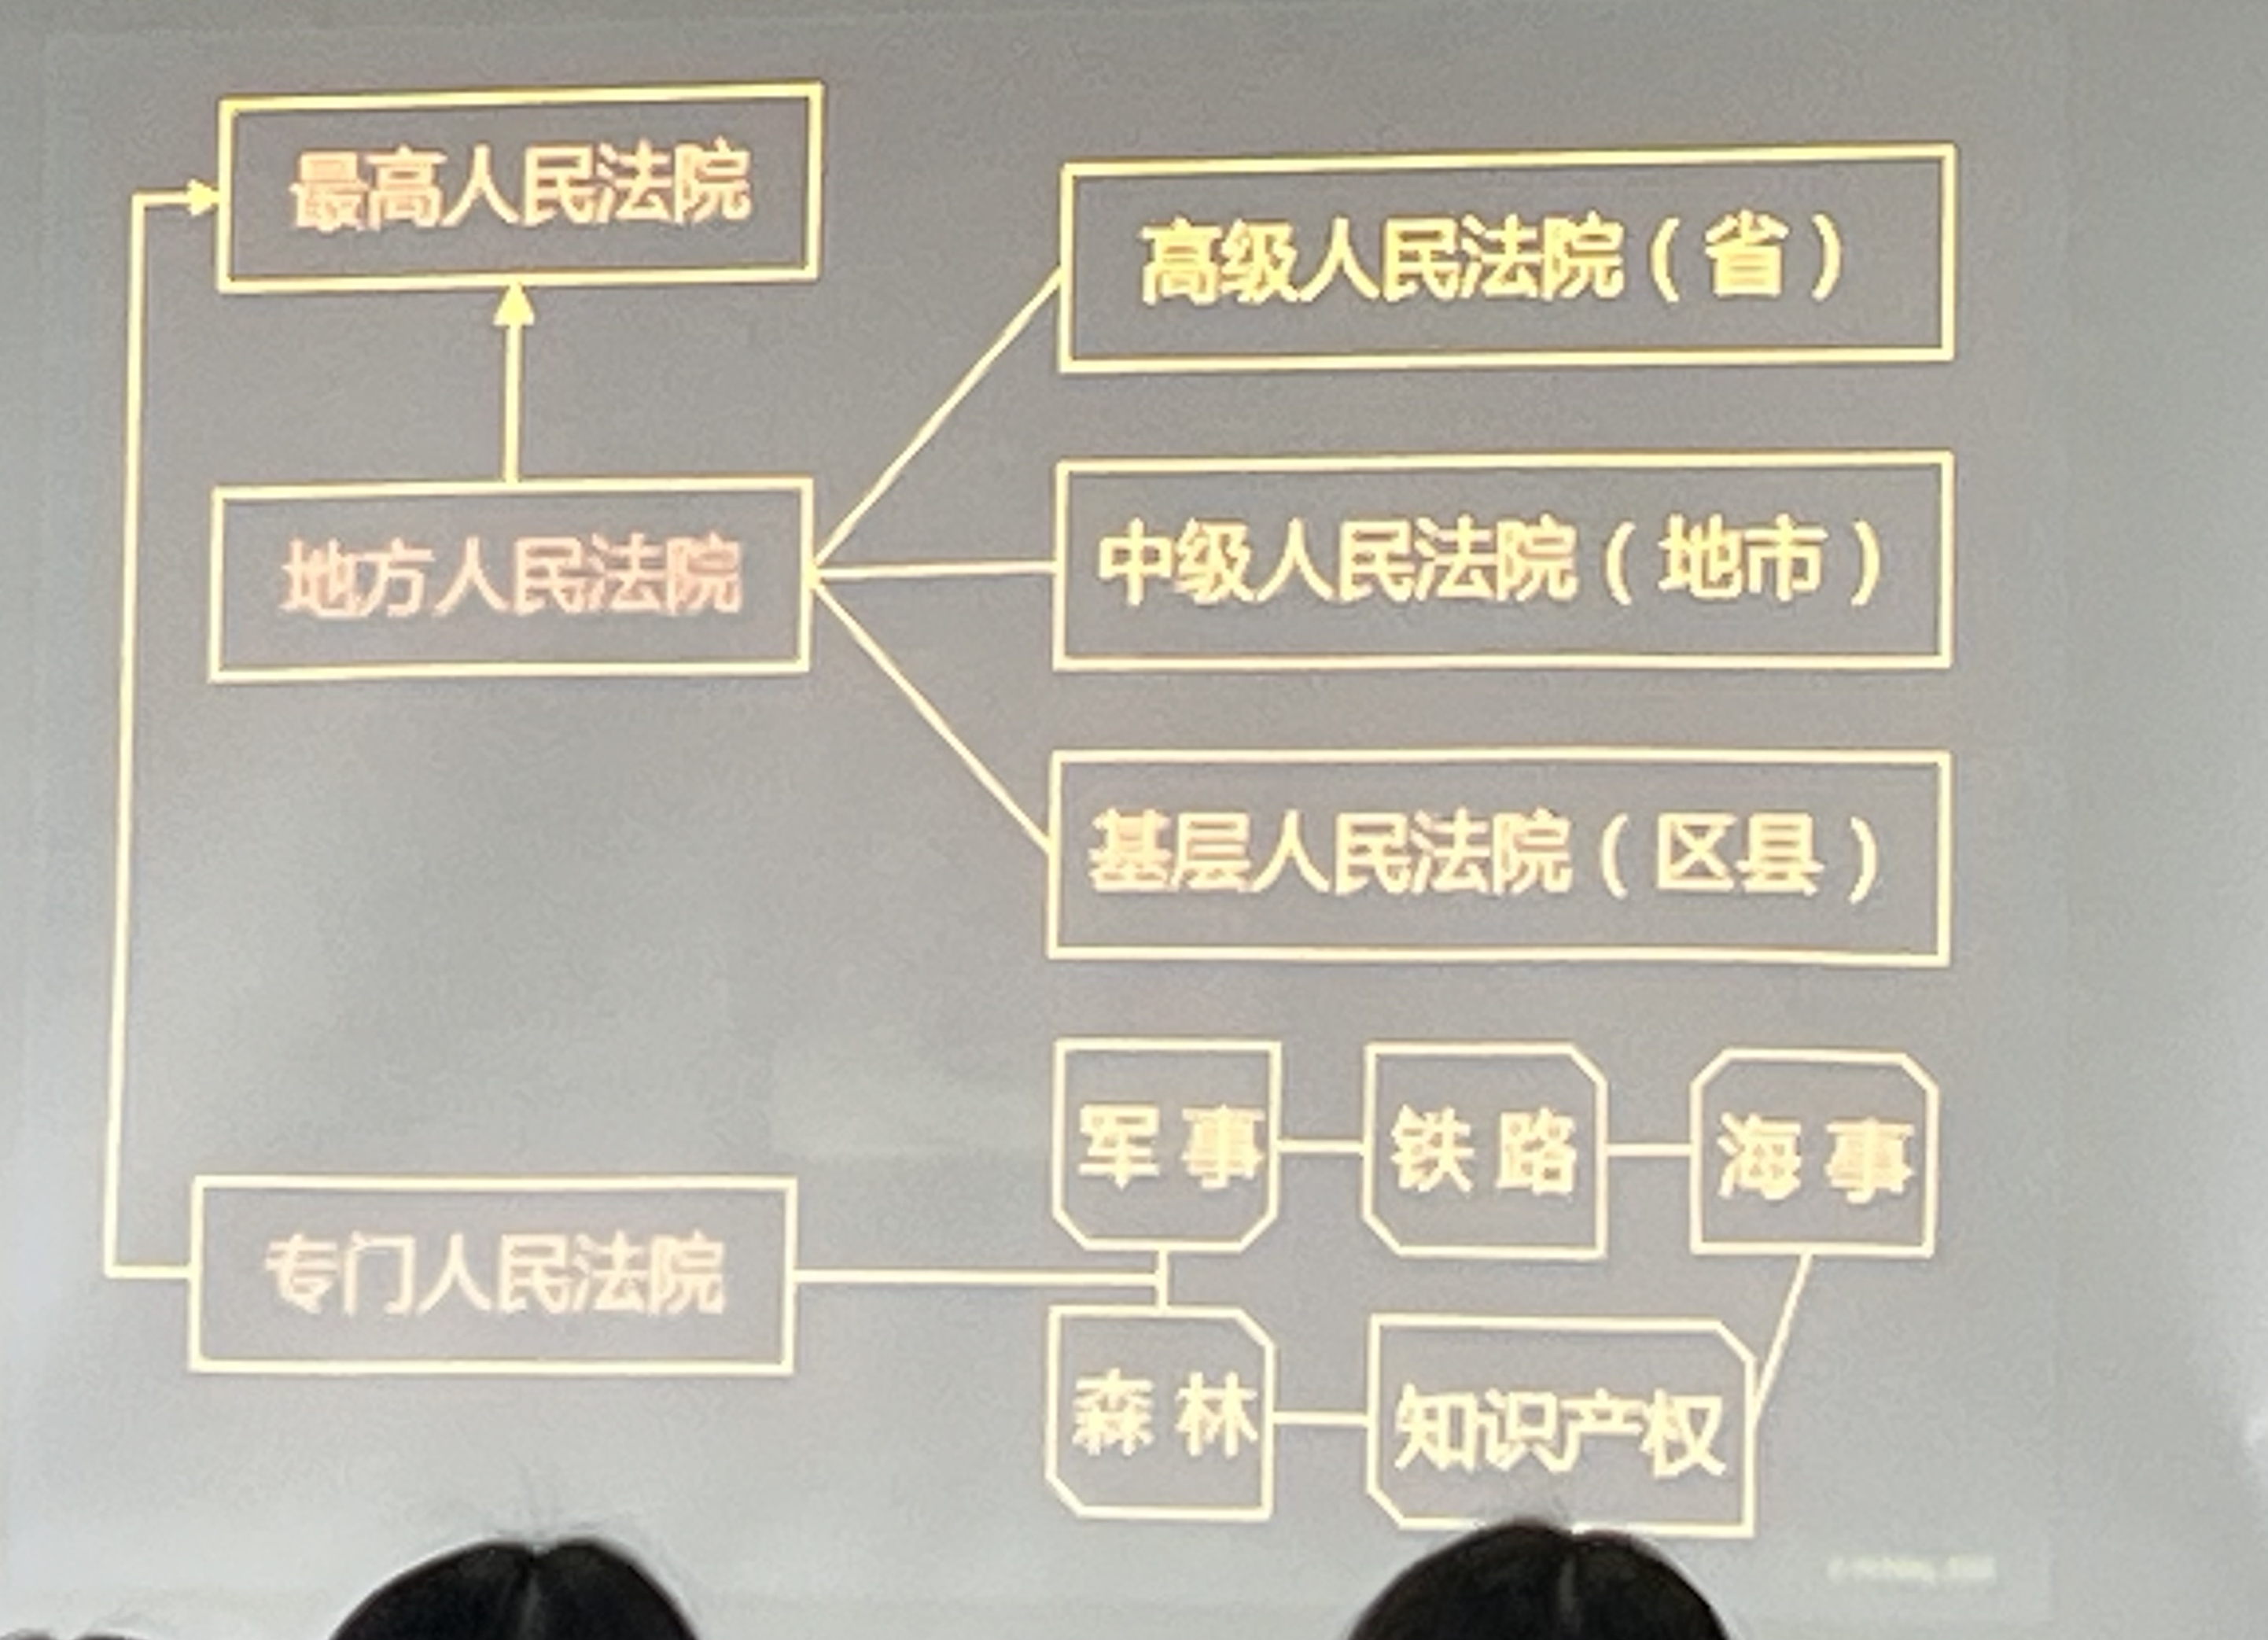 最高人民法院
高级人民法院（省）
地方人民法院
中级人民法院（地市）
基层人民法院（区县）
军事
铁路
海事
专门人民法院
森林
知识产权